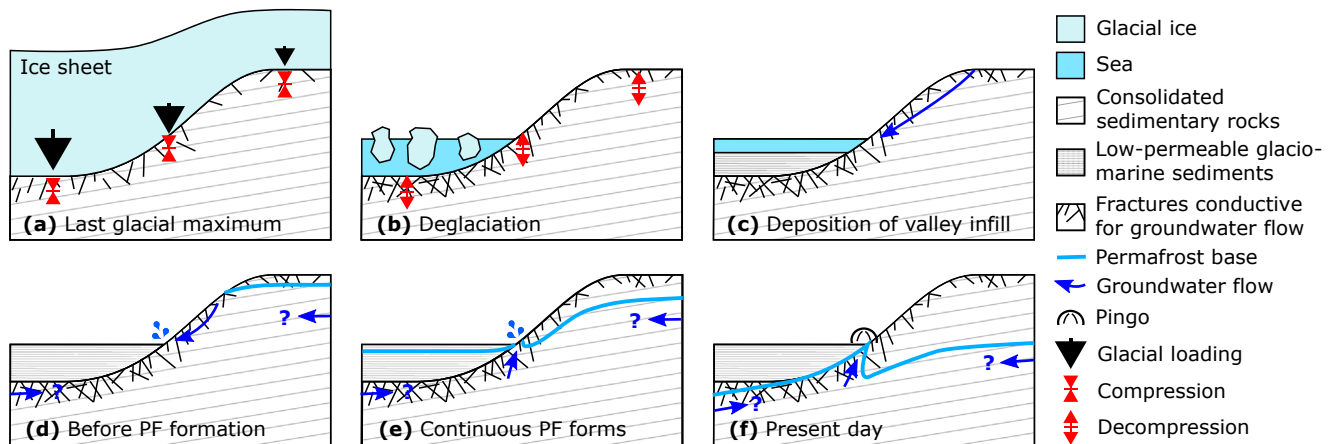 Ice sheet
(a) Last glacial maximum
(b) Deglaciation
(c) Deposition of valley infill
?
?
(d) Before PF formation
?
?
(e) Continuous PF forms
?
?
(f) Present day
Glacial ice
Sea
Consolidated
sedimentary rocks
Low-permeable glacio-
marine sediments
Fractures conductive
for groundwater flow
Permafrost base
Groundwater flow
Pingo
Glacial loading
Compression
Decompression